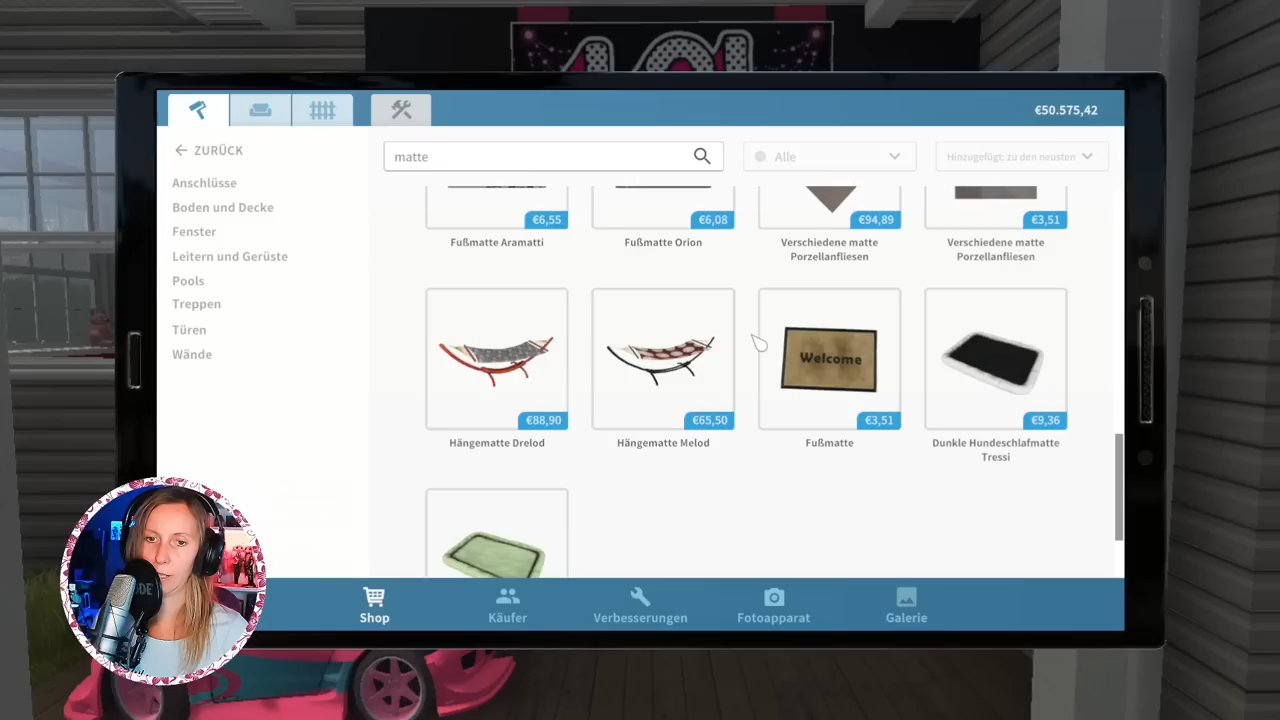 LOL
€50.575,42
ZURÜCK
matte
Alle
Hinzugefügt: zu den neusten
Anschlüsse
Boden und Decke
Fenster
Leitern und Gerüste
Pools
Treppen
Türen
Wände
€6,55
€6,08
€94,89
€3,51
Fußmatte Aramatti
Fußmatte Orion
Verschiedene matte
Porzellanfliesen
Verschiedene matte
Porzellanfliesen
Welcome
€88,90
€65,50
€3,51
€9,36
Hängematte Drelod
Hängematte Melod
Fußmatte
Dunkle Hundeschlafmatte
Tressi
Shop
Käufer
Verbesserungen
Fotoapparat
Galerie